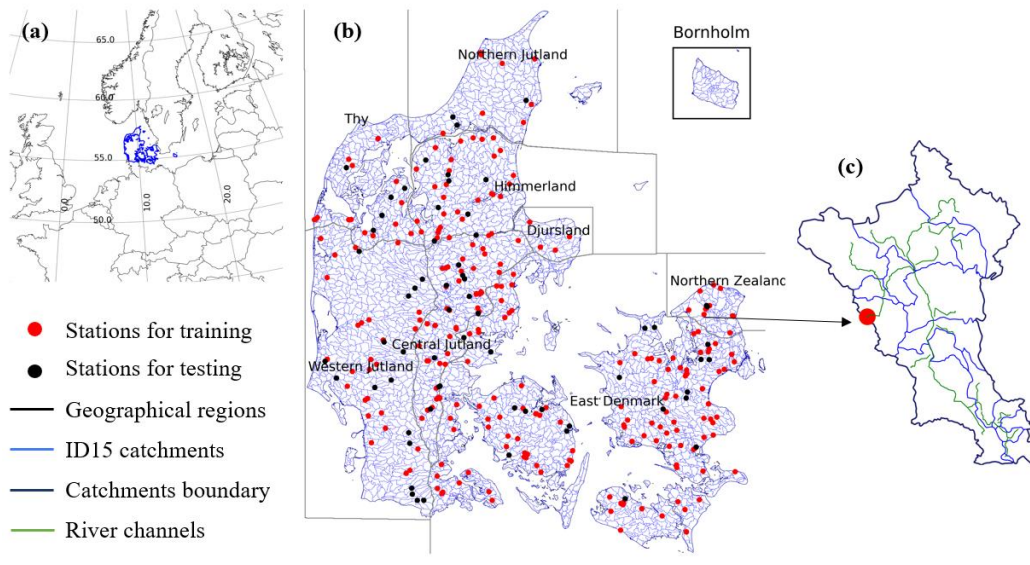 (a)
65.0
60.0
55.0
50.0
0.0
10.0
20.0
Stations for training
Stations for testing
Geographical regions
ID15 catchments
Catchments boundary
River channels
(b)
Bornholm
Northern Jutland
Thy
Himmerland
Djursland
Northern Zealanc
Central Jutland
Western Jutland
East Denmark
(c)